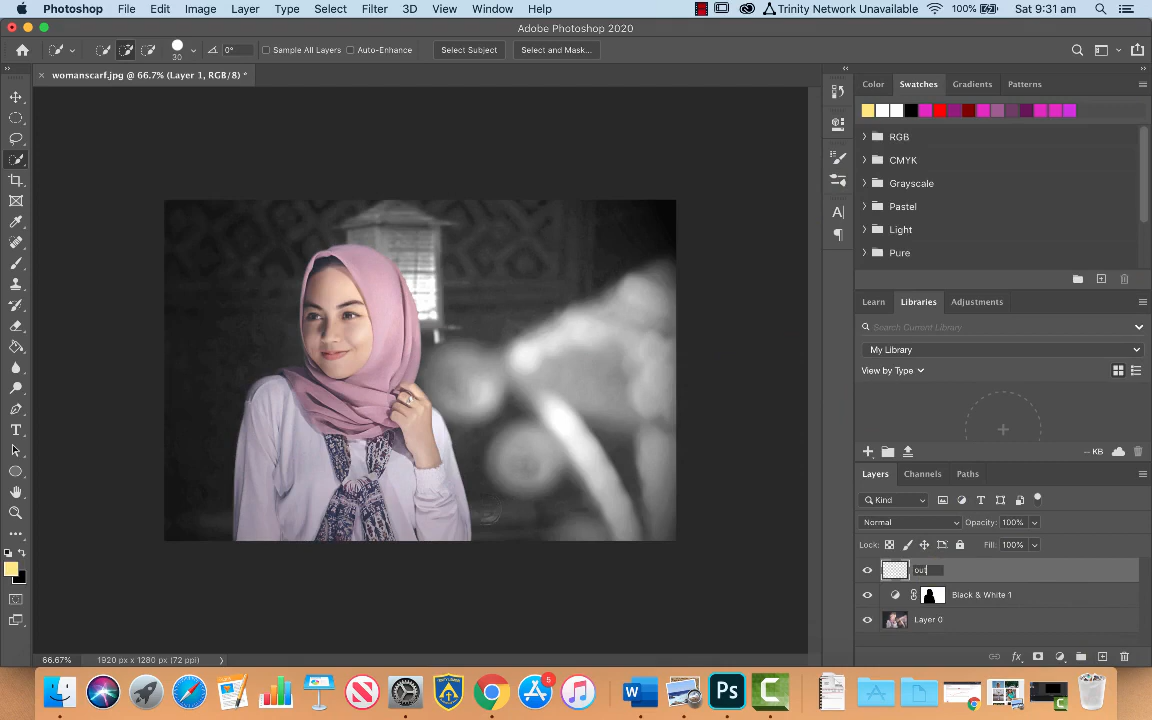 Photoshop File Edit Image Layer Type Select Filter 3D View Window Help Trinity Network Unavailable 100% Sat 9:31 am
Adobe Photoshop 2020
30 0° Sample All Layers Auto-Enhance Select Subject Select and Mask...
womanscarf.jpg @ 66.7% (Layer 1, RGB/8) *
Color Swatches Gradients Patterns
RGB
CMYK
Grayscale
Pastel
Light
Pure
Learn Libraries Adjustments
Search Current Library
My Library
View by Type
-- KB
Layers Channels Paths
Kind
Normal Opacity: 100%
Lock: Fill: 100%
out
Black & White 1
Layer 0
66.67% 1920 px x 1280 px (72 ppi)
5
W Ps C